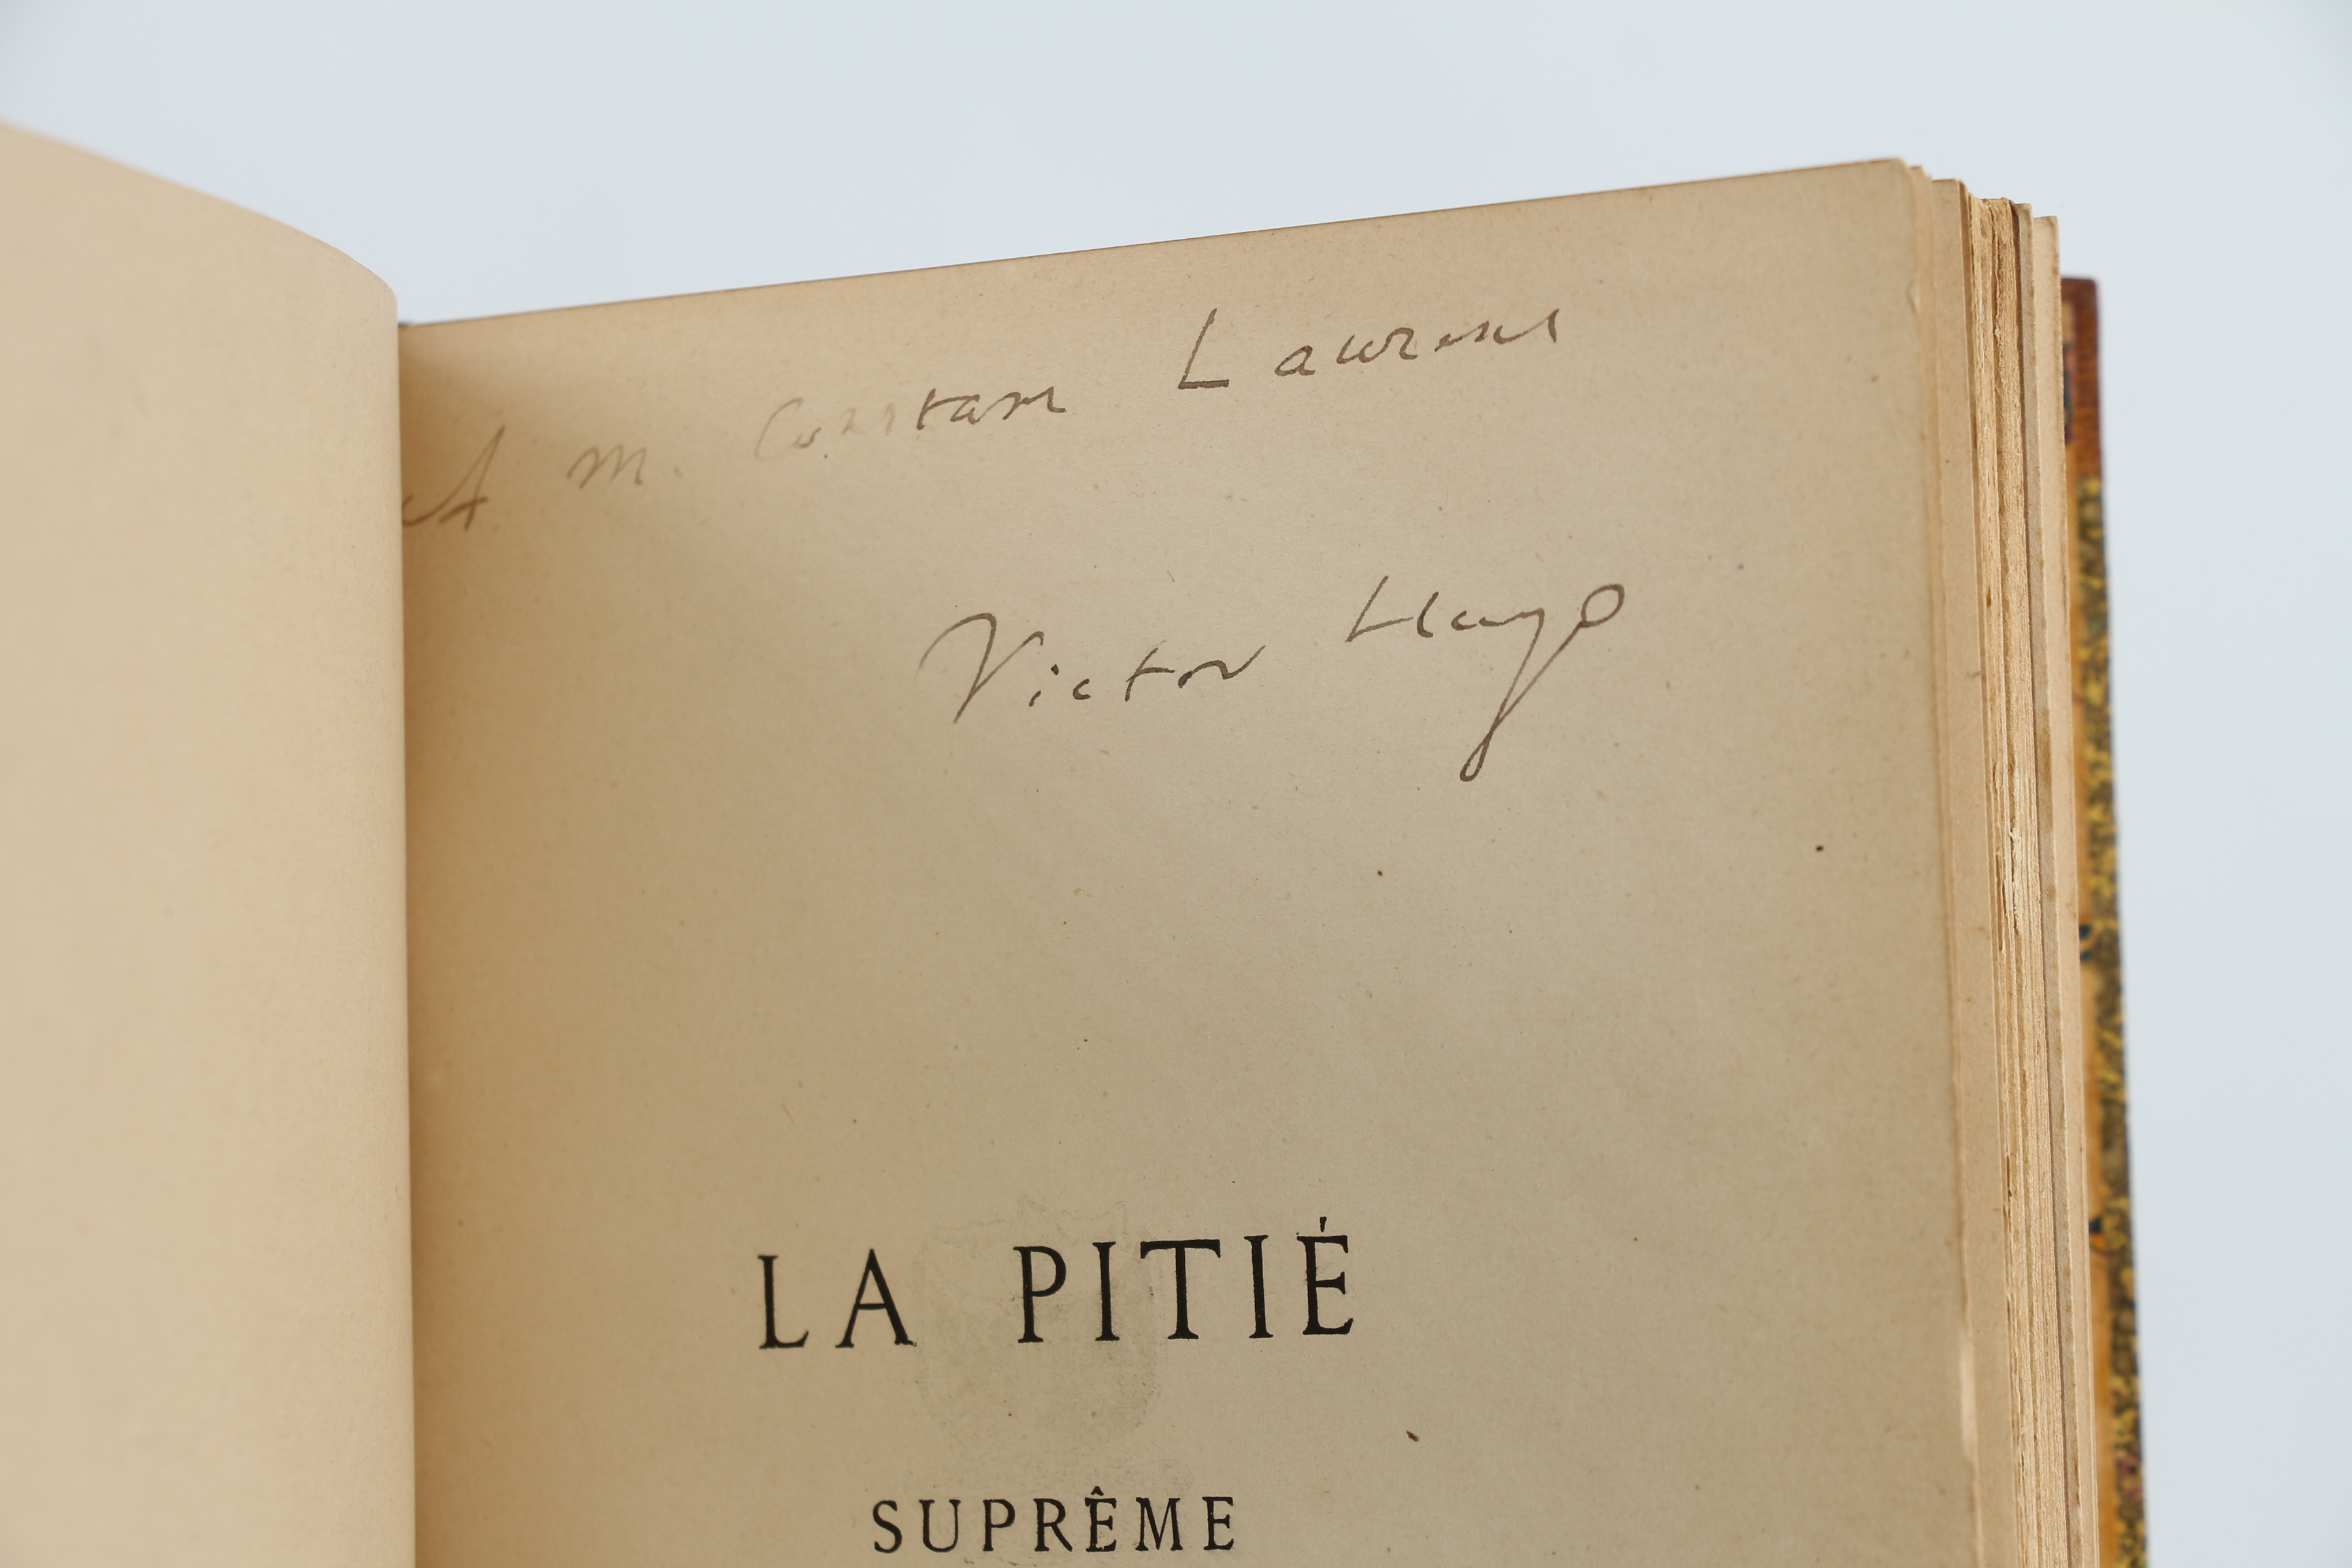 A M. Constant Laurent
Victor Hugo
LA PITIÉ
SUPRÊME